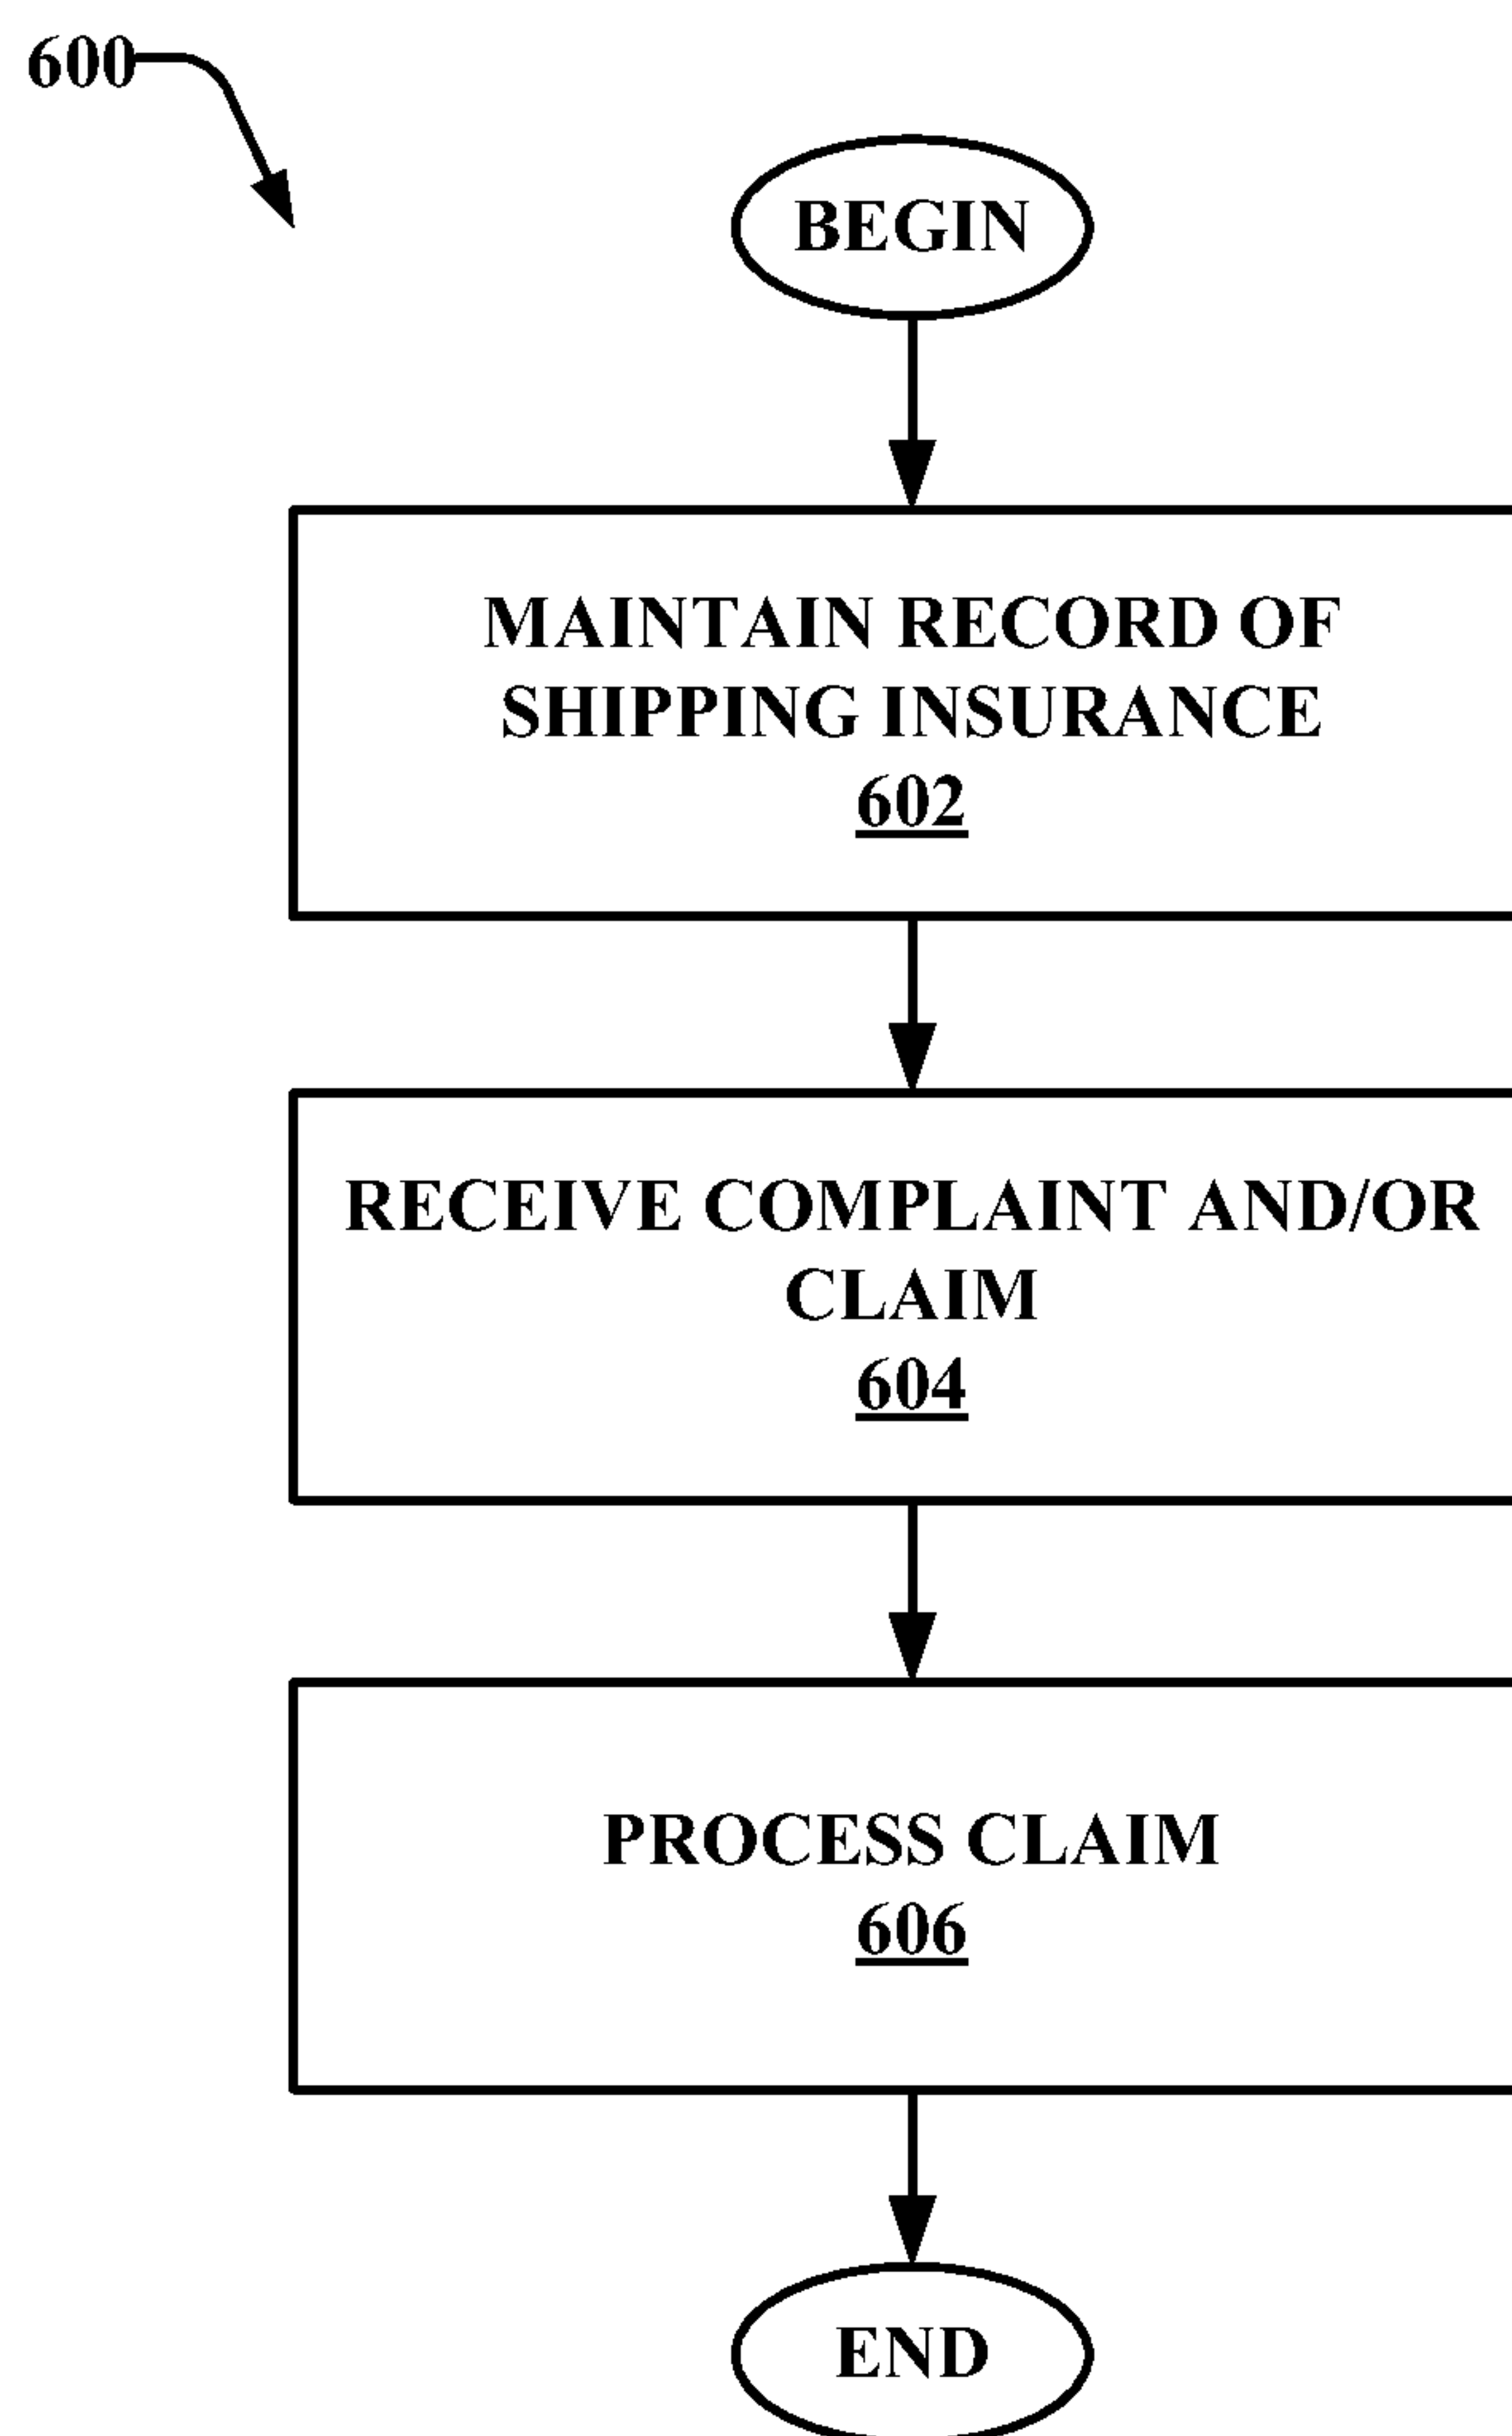 600
BEGIN
MAINTAIN RECORD OF
SHIPPING INSURANCE
602
RECEIVE COMPLAINT AND/OR
CLAIM
604
PROCESS CLAIM
606
END